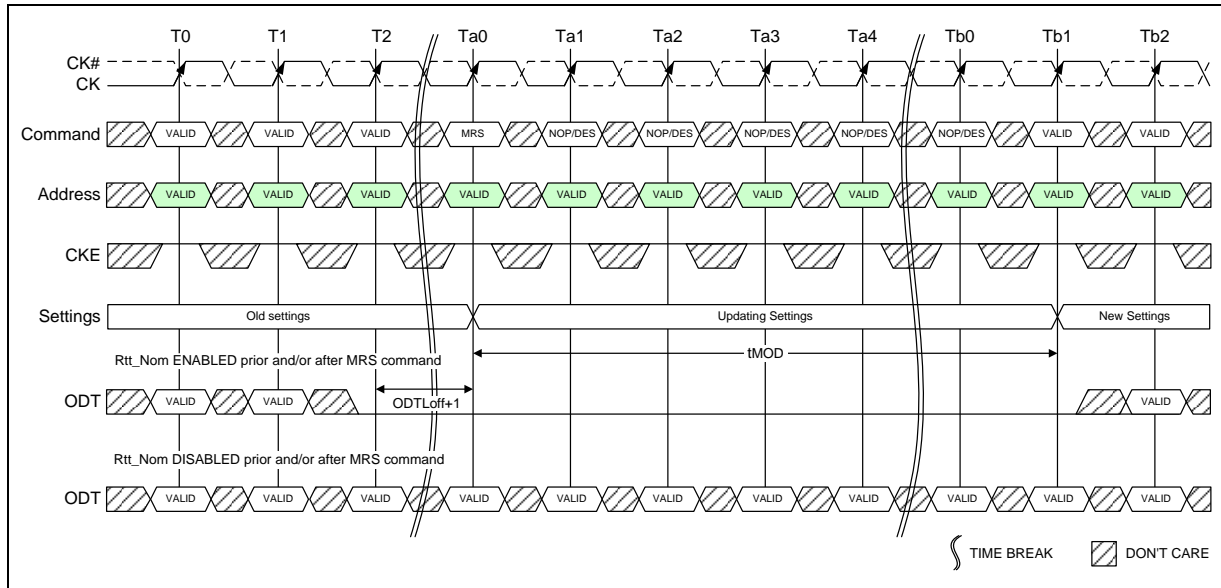 T0 T1 T2 Ta0 Ta1 Ta2 Ta3 Ta4 Tb0 Tb1 Tb2
CK#
CK
Command VALID VALID VALID MRS NOP/DES NOP/DES NOP/DES NOP/DES NOP/DES VALID VALID
Address VALID VALID VALID VALID VALID VALID VALID VALID VALID VALID VALID
CKE
Settings Old settings Updating Settings New Settings
Rtt_Nom ENABLED prior and/or after MRS command tMOD
ODT VALID VALID ODTLoff+1 VALID
Rtt_Nom DISABLED prior and/or after MRS command
ODT VALID VALID VALID VALID VALID VALID VALID VALID VALID VALID VALID
TIME BREAK DON'T CARE